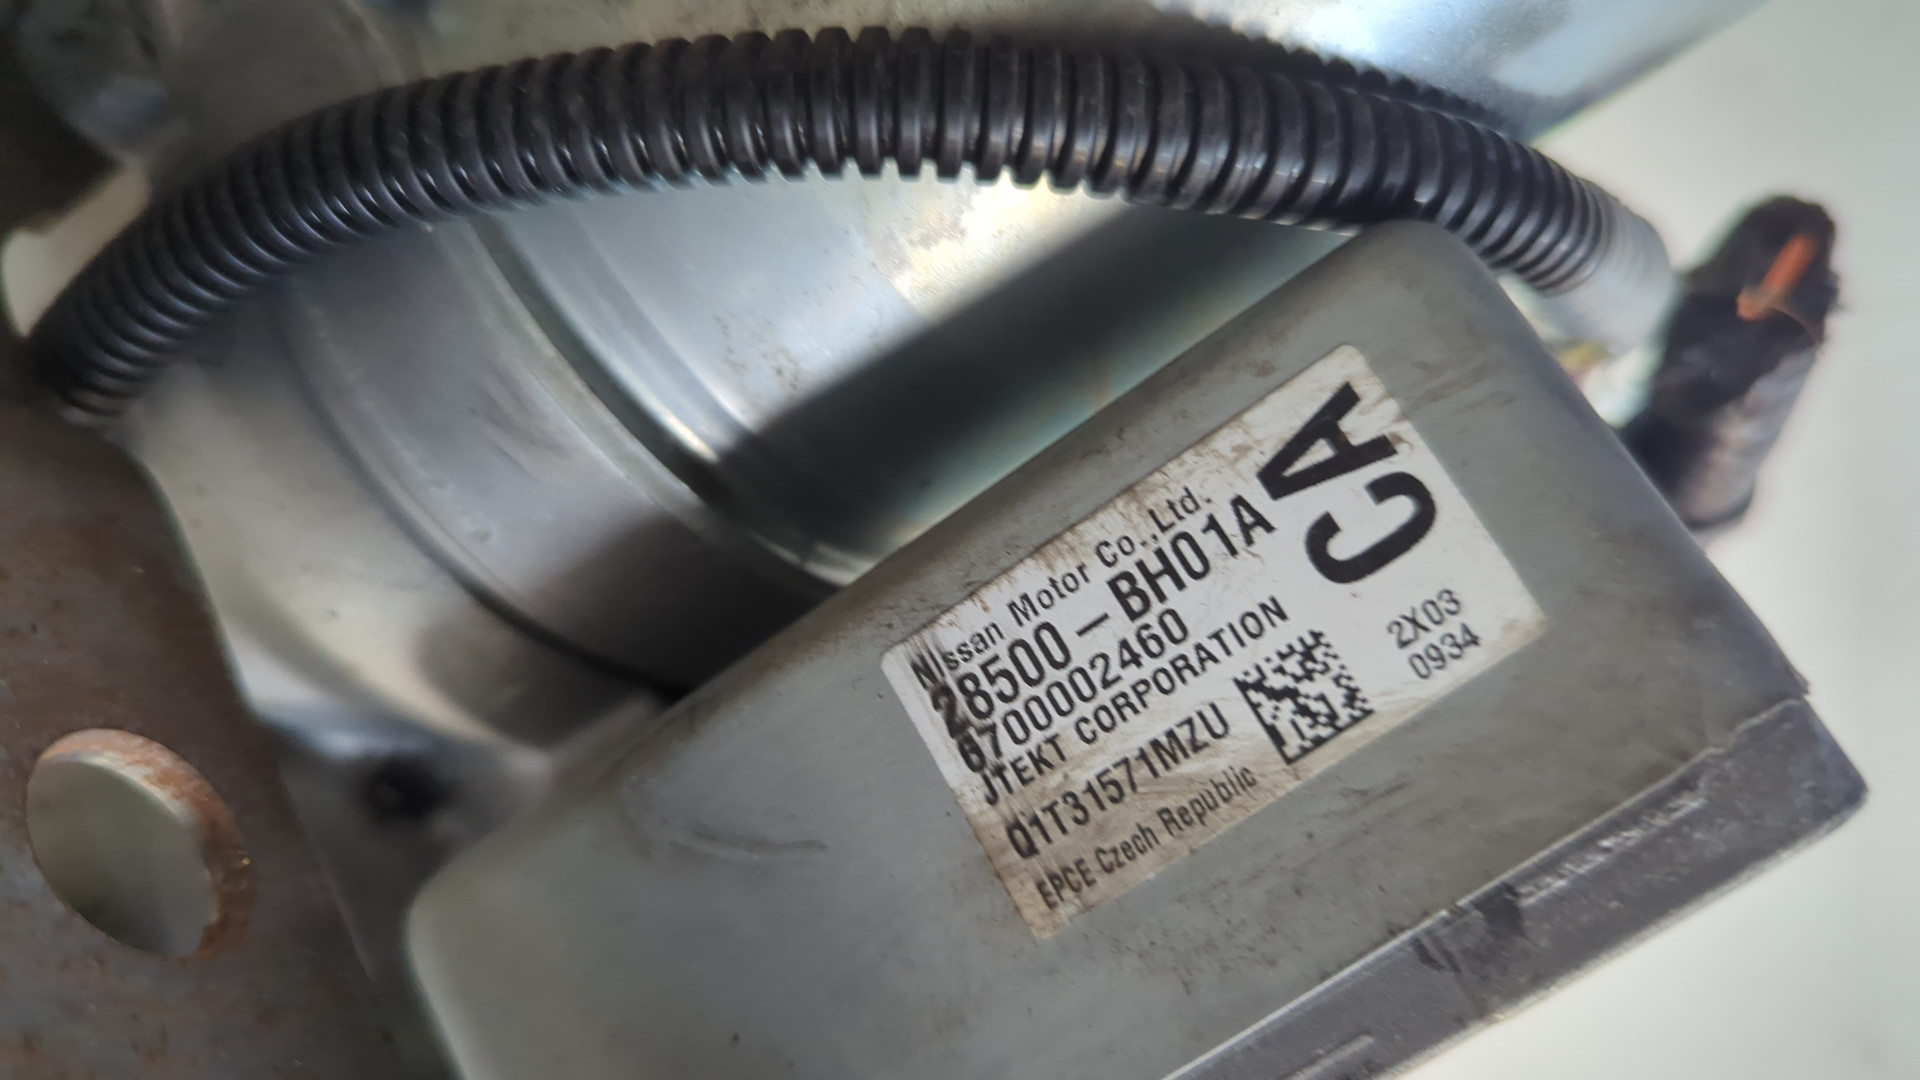 Nissan Motor Co.,Ltd.
28500-BH01A
CA
6700002460
JTEKT CORPORATION
Q1T31571MZU
2X03
0934
EPCE Czech Republic